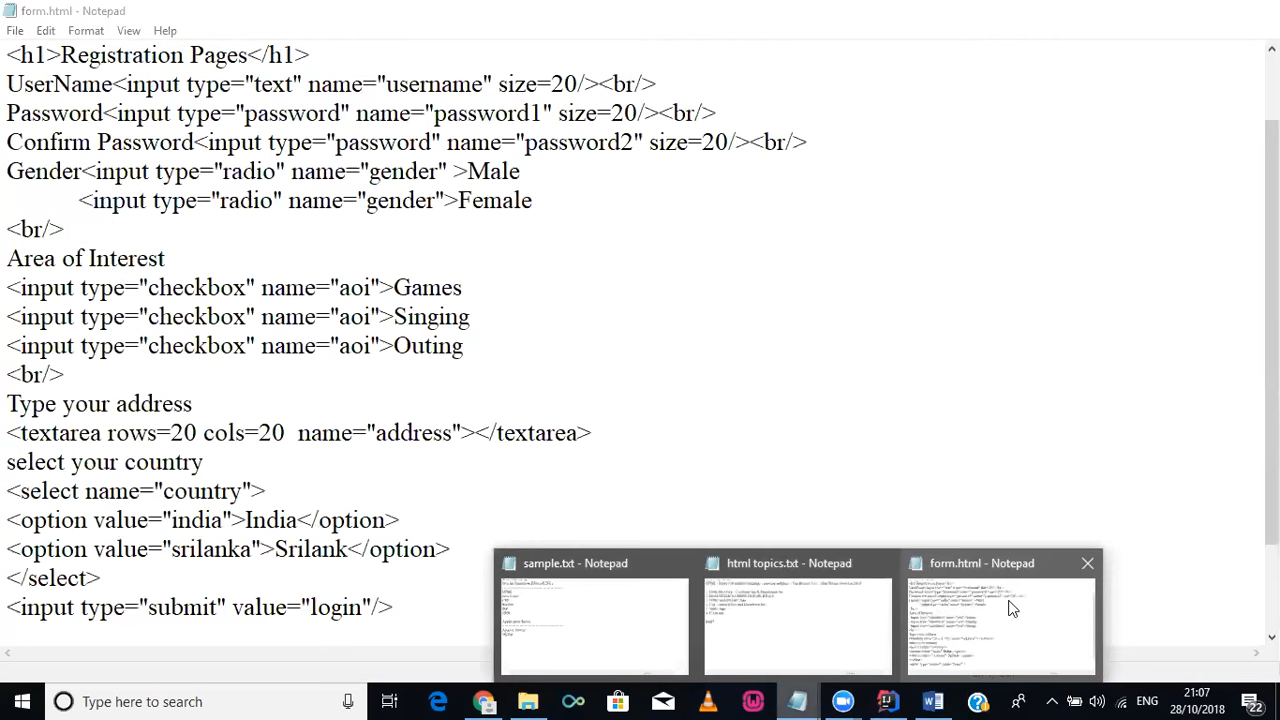 form.html - Notepad
File Edit Format View Help
<h1>Registration Pages</h1>
UserName<input type="text" name="username" size=20/><br/>
Password<input type="password" name="password1" size=20/><br/>
Confirm Password<input type="password" name="password2" size=20/><br/>
Gender<input type="radio" name="gender" >Male
<input type="radio" name="gender">Female
<br/>
Area of Interest
<input type="checkbox" name="aoi">Games
<input type="checkbox" name="aoi">Singing
<input type="checkbox" name="aoi">Outing
<br/>
Type your address
<textarea rows=20 cols=20  name="address"></textarea>
select your country
<select name="country">
<option value="india">India</option>
<option value="srilanka">Srilank</option>
</select>
<input type="submit" value="login"/>
sample.txt - Notepad
html topics.txt - Notepad
form.html - Notepad
Type here to search
ENG
21:07
28/10/2018
22